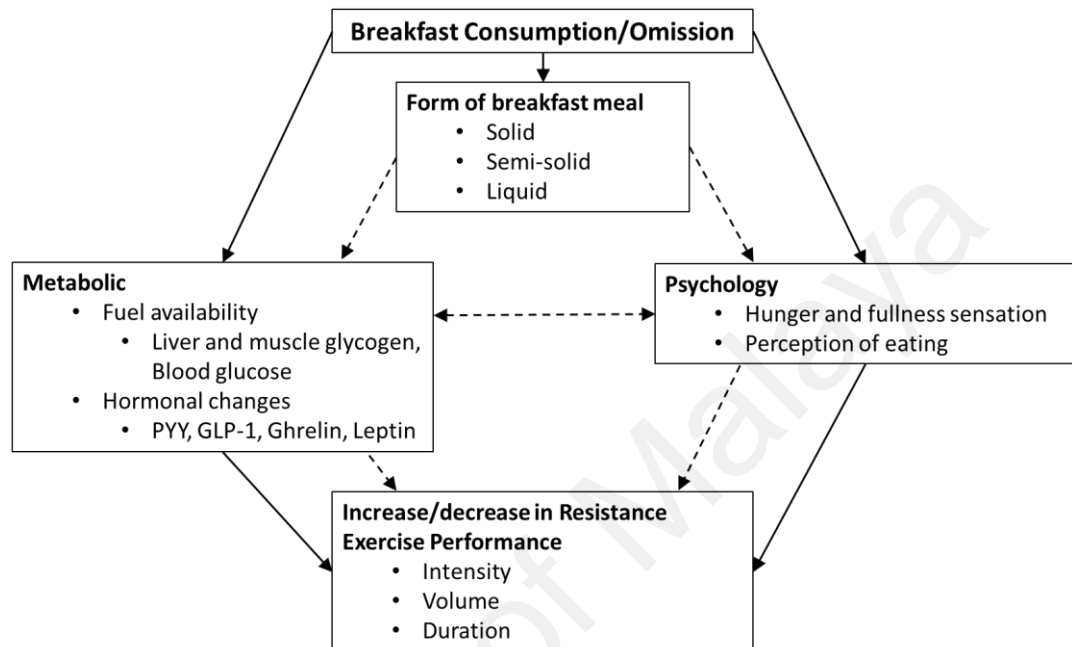 Breakfast Consumption/Omission
Form of breakfast meal
• Solid
• Semi-solid
• Liquid
Metabolic
• Fuel availability
• Liver and muscle glycogen,
Blood glucose
• Hormonal changes
• PYY, GLP-1, Ghrelin, Leptin
Psychology
• Hunger and fullness sensation
• Perception of eating
Increase/decrease in Resistance
Exercise Performance
• Intensity
• Volume
• Duration
of Malaya